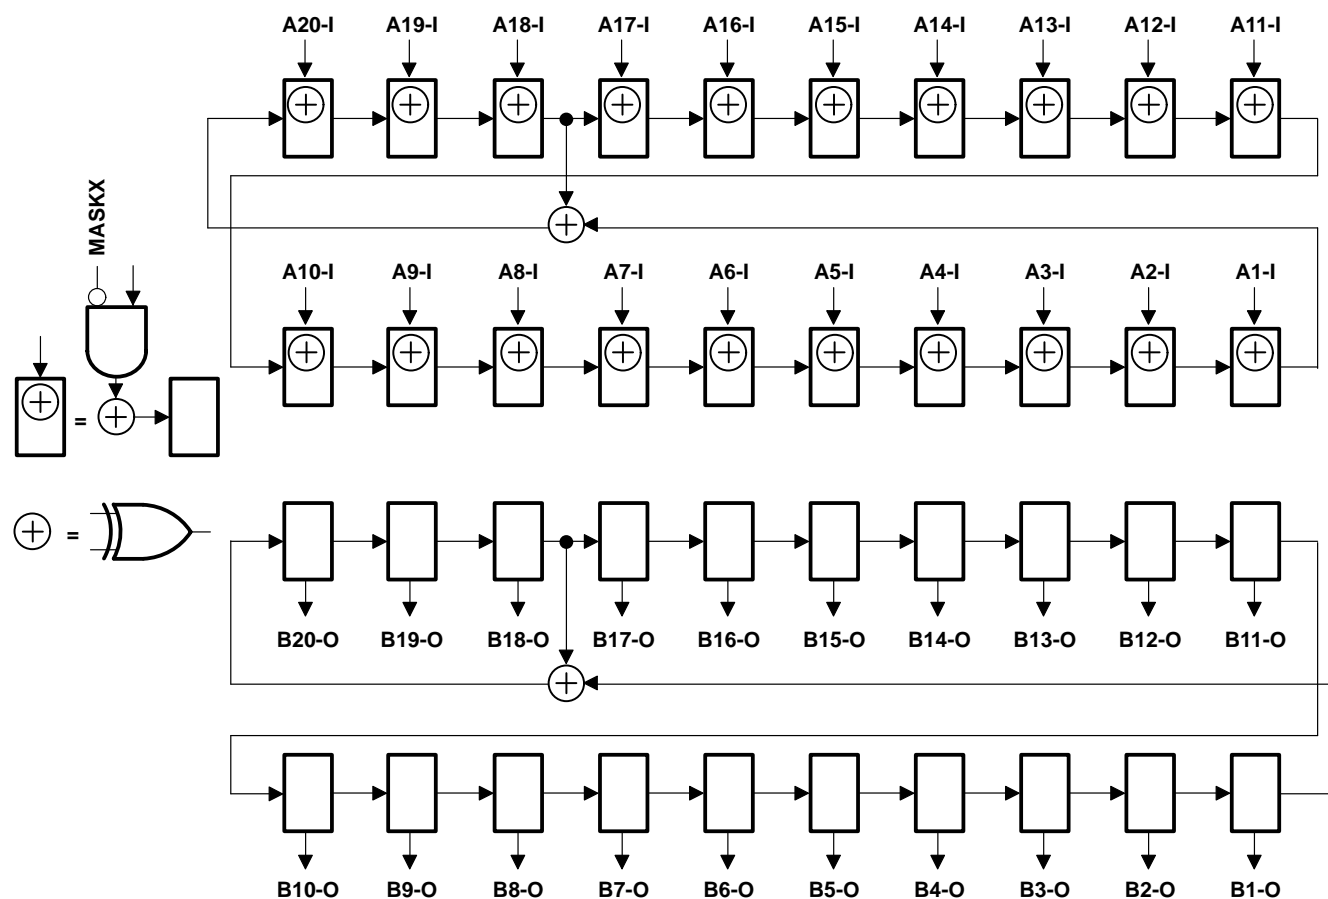 A20-I A19-I A18-I A17-I A16-I A15-I A14-I A13-I A12-I A11-I
MASKX
A10-I A9-I A8-I A7-I A6-I A5-I A4-I A3-I A2-I A1-I
=
=
B20-O B19-O B18-O B17-O B16-O B15-O B14-O B13-O B12-O B11-O
B10-O B9-O B8-O B7-O B6-O B5-O B4-O B3-O B2-O B1-O